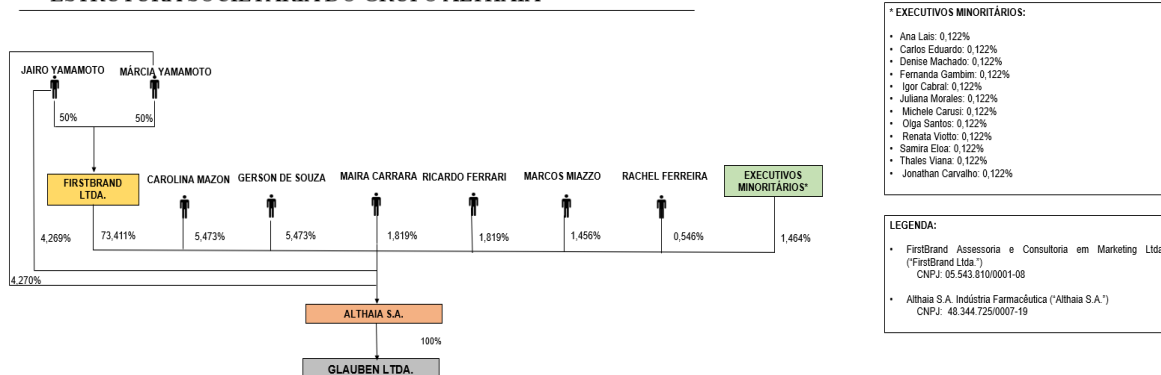 ESTRUTURA SOCIETÁRIA DO GRUPO ALTHAIA
JAIRO YAMAMOTO
MÁRCIA YAMAMOTO
50%
50%
FIRSTBRAND
LTDA.
CAROLINA MAZON
GERSON DE SOUZA
MAIRA CARRARA
RICARDO FERRARI
MARCOS MIAZZO
RACHEL FERREIRA
EXECUTIVOS
MINORITÁRIOS*
4,269%
73,411%
5,473%
5,473%
1,819%
1,819%
1,456%
0,546%
1,464%
4,270%
ALTHAIA S.A.
100%
GLAUBEN LTDA.
* EXECUTIVOS MINORITÁRIOS:
• Ana Lais: 0,122%
• Carlos Eduardo: 0,122%
• Denise Machado: 0,122%
• Fernanda Gambim: 0,122%
• Igor Cabral: 0,122%
• Juliana Morales: 0,122%
• Michele Carusi: 0,122%
• Olga Santos: 0,122%
• Renata Viotto: 0,122%
• Samira Eloa: 0,122%
• Thales Viana: 0,122%
• Jonathan Carvalho: 0,122%
LEGENDA:
• FirstBrand Assessoria e Consultoria em Marketing Ltda
("FirstBrand Ltda.")
CNPJ: 05.543.810/0001-08
• Althaia S.A. Indústria Farmacêutica ("Althaia S.A.")
CNPJ: 48.344.725/0007-19